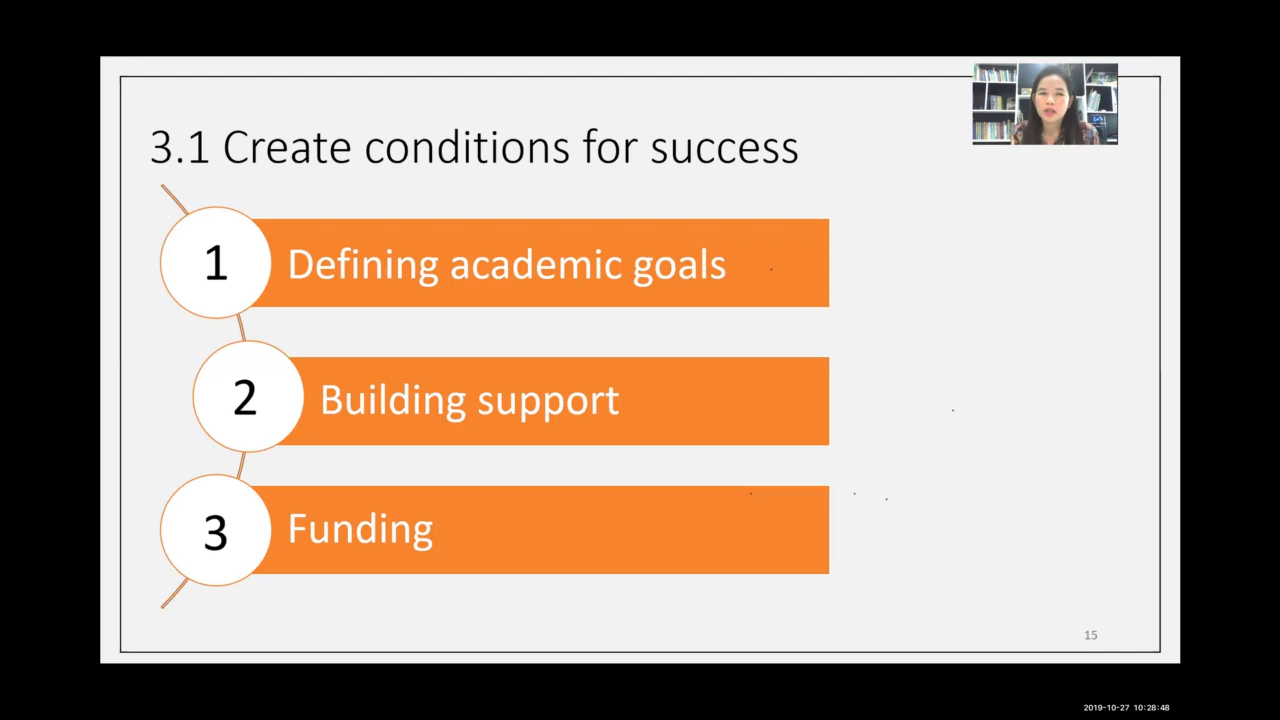 3.1 Create conditions for success
1 Defining academic goals
2 Building support
3 Funding
15
2019-10-27 10:28:48